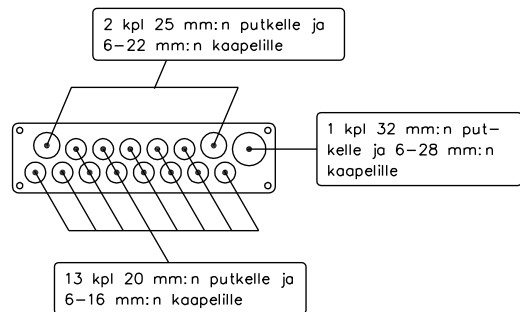 2 kpl 25 mm:n putkelle ja
6-22 mm:n kaapelille
1 kpl 32 mm:n put-
kelle ja 6-28 mm:n
kaapelille
13 kpl 20 mm:n putkelle ja
6-16 mm:n kaapelille